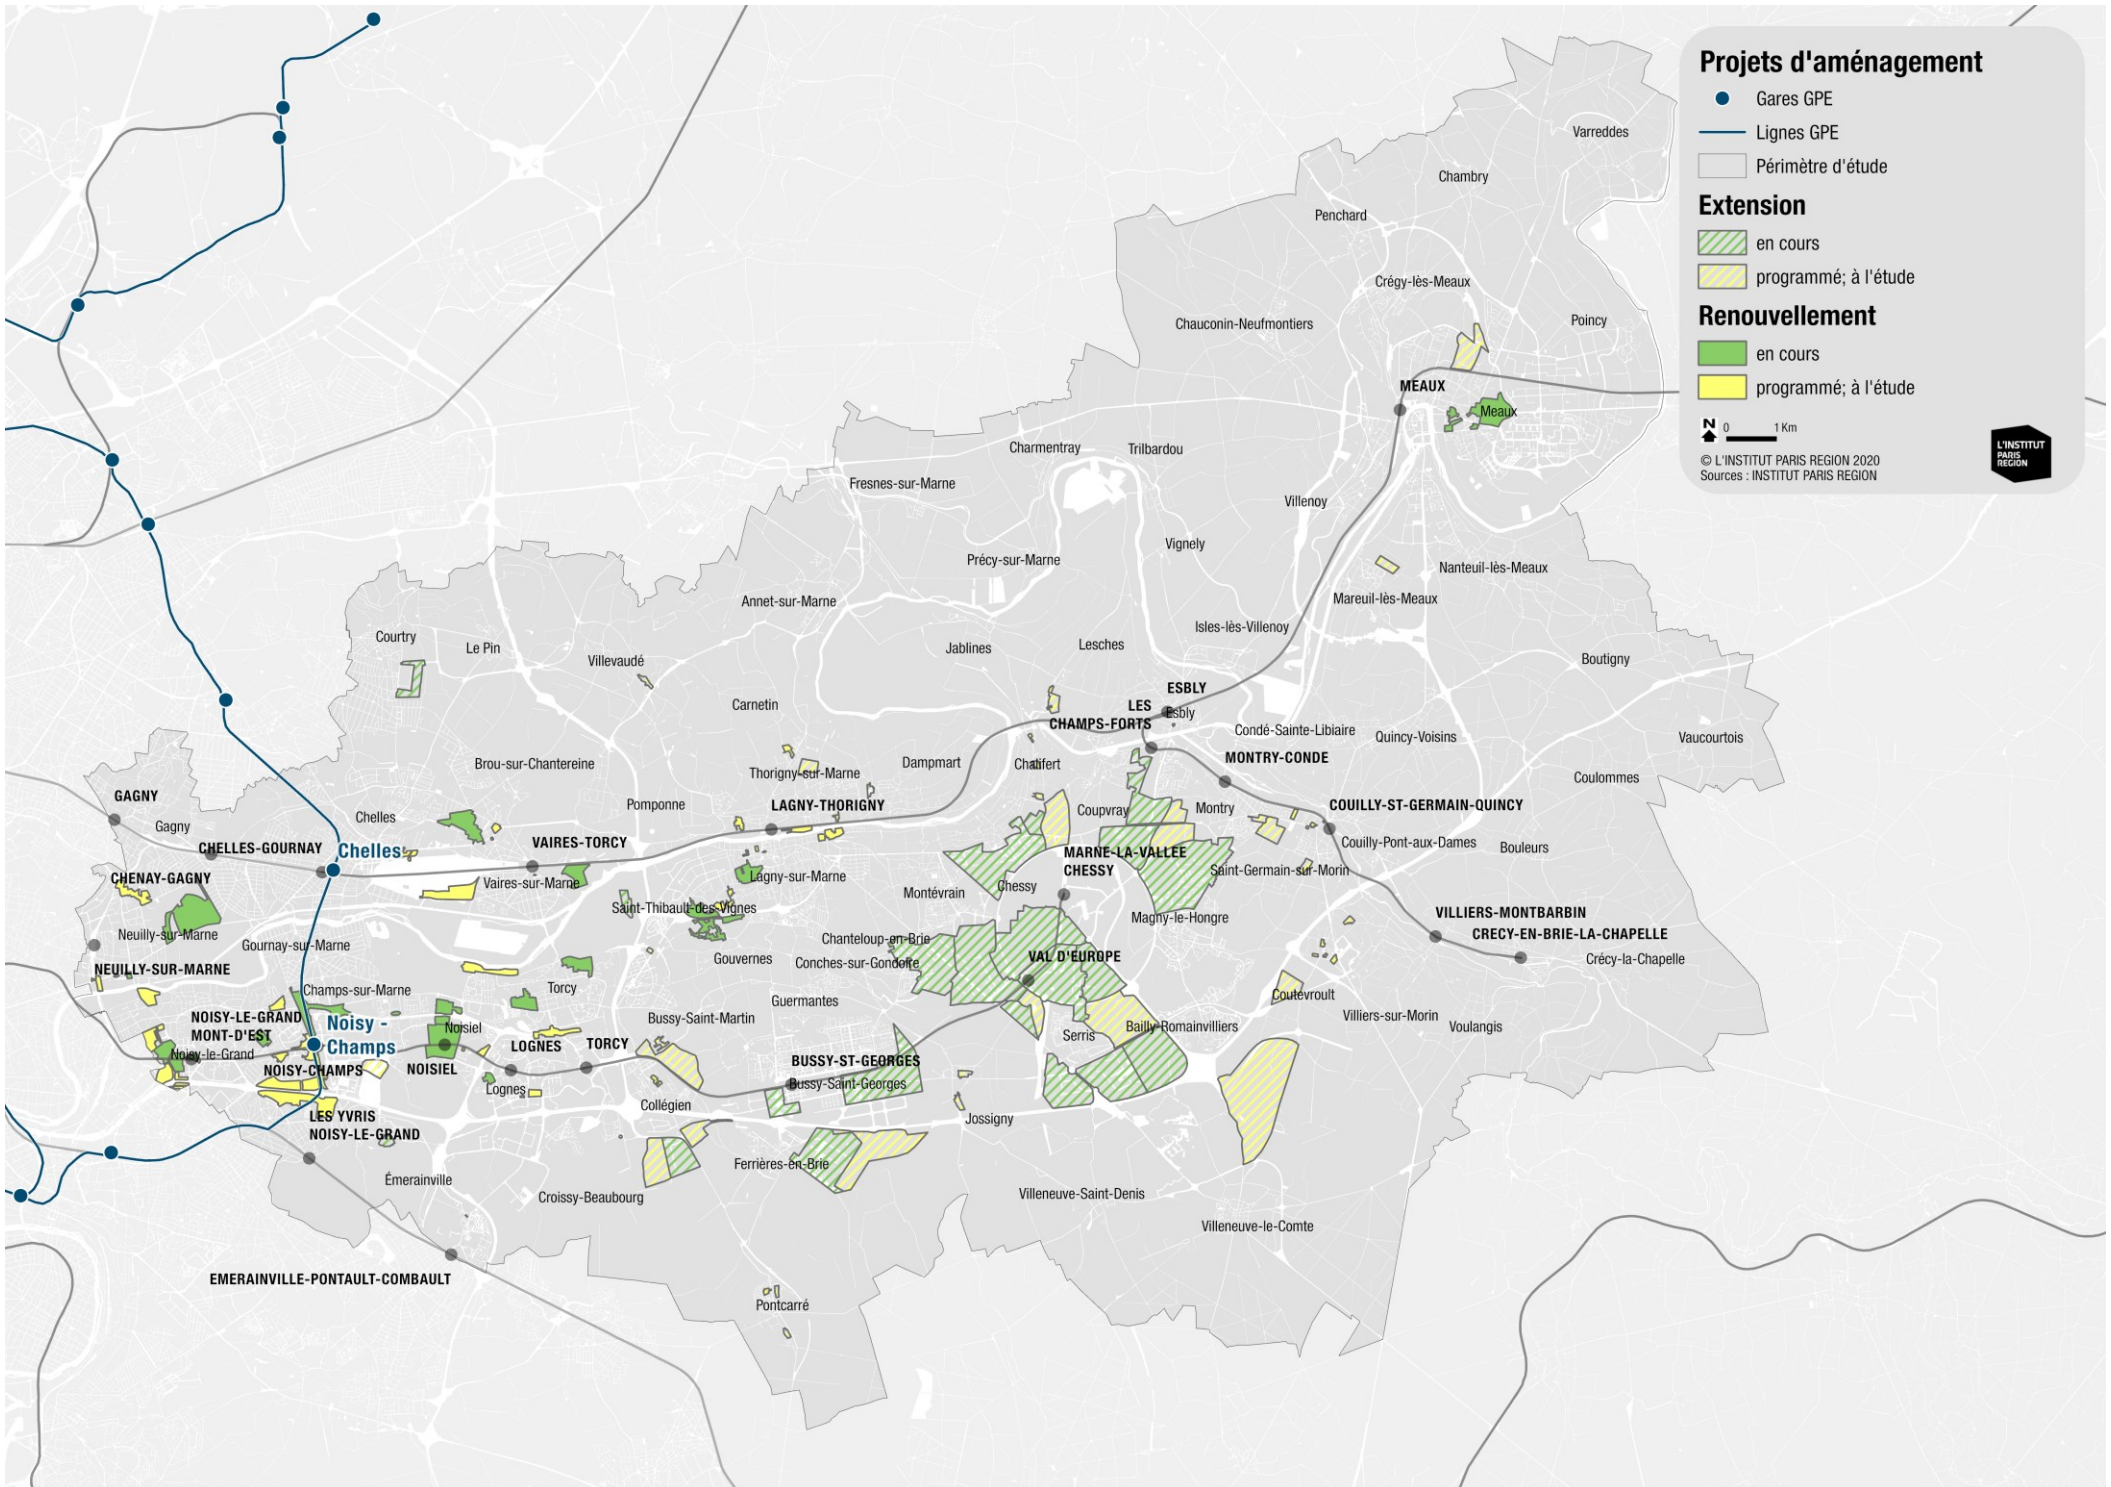 Projets d'aménagement
Gares GPE
Lignes GPE
Périmètre d'étude
Extension
en cours
programmé; à l'étude
Renouvellement
en cours
programmé; à l'étude
N
0 1 Km
© L'INSTITUT PARIS REGION 2020
Sources : INSTITUT PARIS REGION
L'INSTITUT
PARIS
REGION
Varreddes
Chambry
Penchard
Crégy-lès-Meaux
Chauconin-Neufmontiers
Poincy
MEAUX
Meaux
Charmentray
Trilbardou
Fresnes-sur-Marne
Villenoy
Vignely
Précy-sur-Marne
Nanteuil-lès-Meaux
Annet-sur-Marne
Mareuil-lès-Meaux
Isles-lès-Villenoy
Courtry
Le Pin
Jablines
Lesches
Villevaudé
Boutigny
ESBLY
Carnetin
LES
CHAMPS-FORTS
Esbly
Condé-Sainte-Libiaire
Quincy-Voisins
Vaucourtois
MONTRY-CONDE
Brou-sur-Chantereine
Dampmart
Chalifert
Thorigny-sur-Marne
Coulommes
GAGNY
Pomponne
LAGNY-THORIGNY
Coupvray
Montry
COUILLY-ST-GERMAIN-QUINCY
Chelles
Gagny
CHELLES-GOURNAY
Chelles
VAIRES-TORCY
Couilly-Pont-aux-Dames
Bouleurs
MARNE-LA-VALLEE
CHESSY
CHENAY-GAGNY
Vaires-sur-Marne
Lagny-sur-Marne
Saint-Germain-sur-Morin
Montévrain
Chessy
Saint-Thibault-des-Vignes
Magny-le-Hongre
VILLIERS-MONTBARBIN
CRECY-EN-BRIE-LA-CHAPELLE
Neuilly-sur-Marne
Gournay-sur-Marne
Chanteloup-en-Brie
Gouvernes
Conches-sur-Gondoire
VAL D'EUROPE
Crécy-la-Chapelle
NEUILLY-SUR-MARNE
Champs-sur-Marne
Torcy
Guermantes
Coutevroult
NOISY-LE-GRAND
MONT-D'EST
Noisy -
Champs
Noisiel
Bussy-Saint-Martin
Villiers-sur-Morin
Voulangis
Serris
Bailly-Romainvilliers
Noisy-le-Grand
LOGNES
TORCY
BUSSY-ST-GEORGES
NOISY-CHAMPS
NOISIEL
Lognes
Bussy-Saint-Georges
Collégien
LES YVRIS
NOISY-LE-GRAND
Jossigny
Ferrières-en-Brie
Émerainville
Croissy-Beaubourg
Villeneuve-Saint-Denis
Villeneuve-le-Comte
EMERAINVILLE-PONTAULT-COMBAULT
Pontcarré